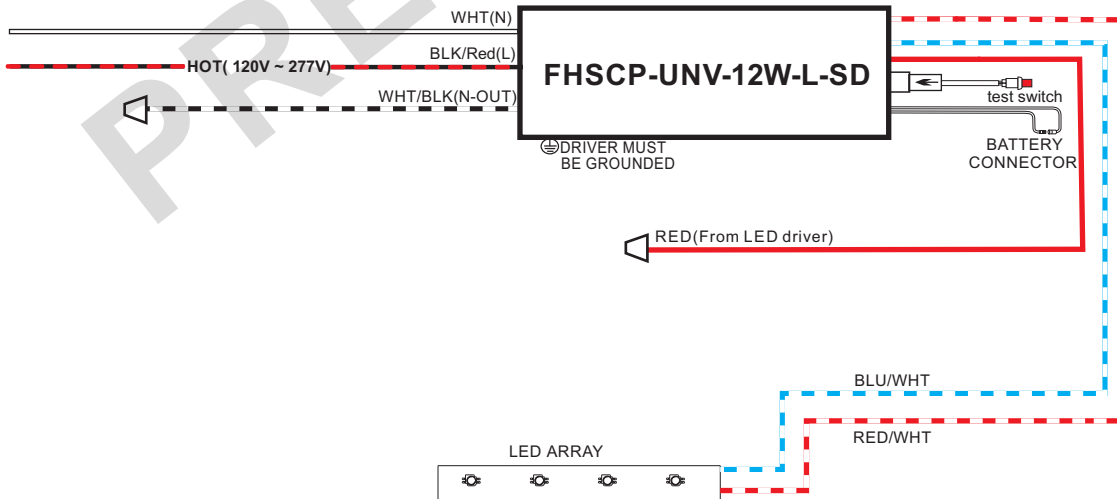 WHT(N)
BLK/Red(L)
HOT( 120V ~ 277V)
WHT/BLK(N-OUT)
FHSCP-UNV-12W-L-SD
test switch
DRIVER MUST
BE GROUNDED
BATTERY
CONNECTOR
RED(From LED driver)
BLU/WHT
RED/WHT
LED ARRAY
PRE